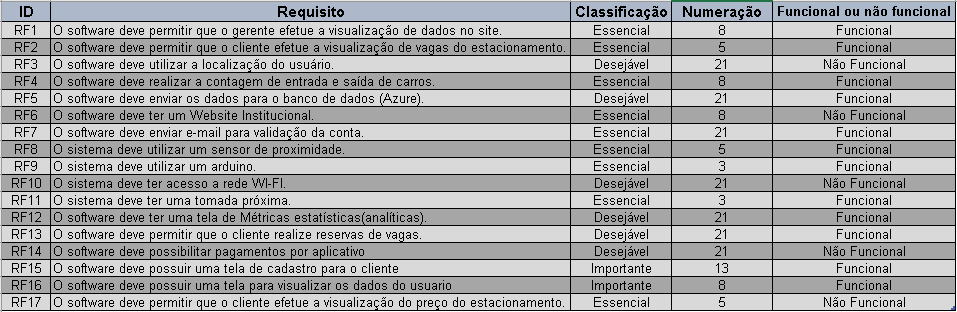 ID Requisito Classificação Numeração Funcional ou não funcional
RF1 O software deve permitir que o gerente efetue a visualização de dados no site. Essencial 8 Funcional
RF2 O software deve permitir que o cliente efetue a visualização de vagas do estacionamento. Essencial 5 Funcional
RF3 O software deve utilizar a localização do usuário. Desejável 21 Não Funcional
RF4 O software deve realizar a contagem de entrada e saída de carros. Essencial 8 Funcional
RF5 O software deve enviar os dados para o banco de dados (Azure). Desejável 21 Funcional
RF6 O software deve ter um Website Institucional. Essencial 8 Não Funcional
RF7 O software deve enviar e-mail para validação da conta. Essencial 21 Funcional
RF8 O sistema deve utilizar um sensor de proximidade. Essencial 5 Funcional
RF9 O sistema deve utilizar um arduino. Essencial 3 Funcional
RF10 O sistema deve ter acesso a rede WI-FI. Desejável 21 Não Funcional
RF11 O sistema deve ter uma tomada próxima. Essencial 3 Funcional
RF12 O software deve ter uma tela de Métricas estatísticas(analíticas). Desejável 21 Funcional
RF13 O software deve permitir que o cliente realize reservas de vagas. Desejável 21 Funcional
RF14 O software deve possibilitar pagamentos por aplicativo Desejável 21 Não Funcional
RF15 O software deve possuir uma tela de cadastro para o cliente Importante 13 Funcional
RF16 O software deve possuir uma tela para visualizar os dados do usuario Importante 8 Funcional
RF17 O software deve permitir que o cliente efetue a visualização do preço do estacionamento. Essencial 5 Não Funcional